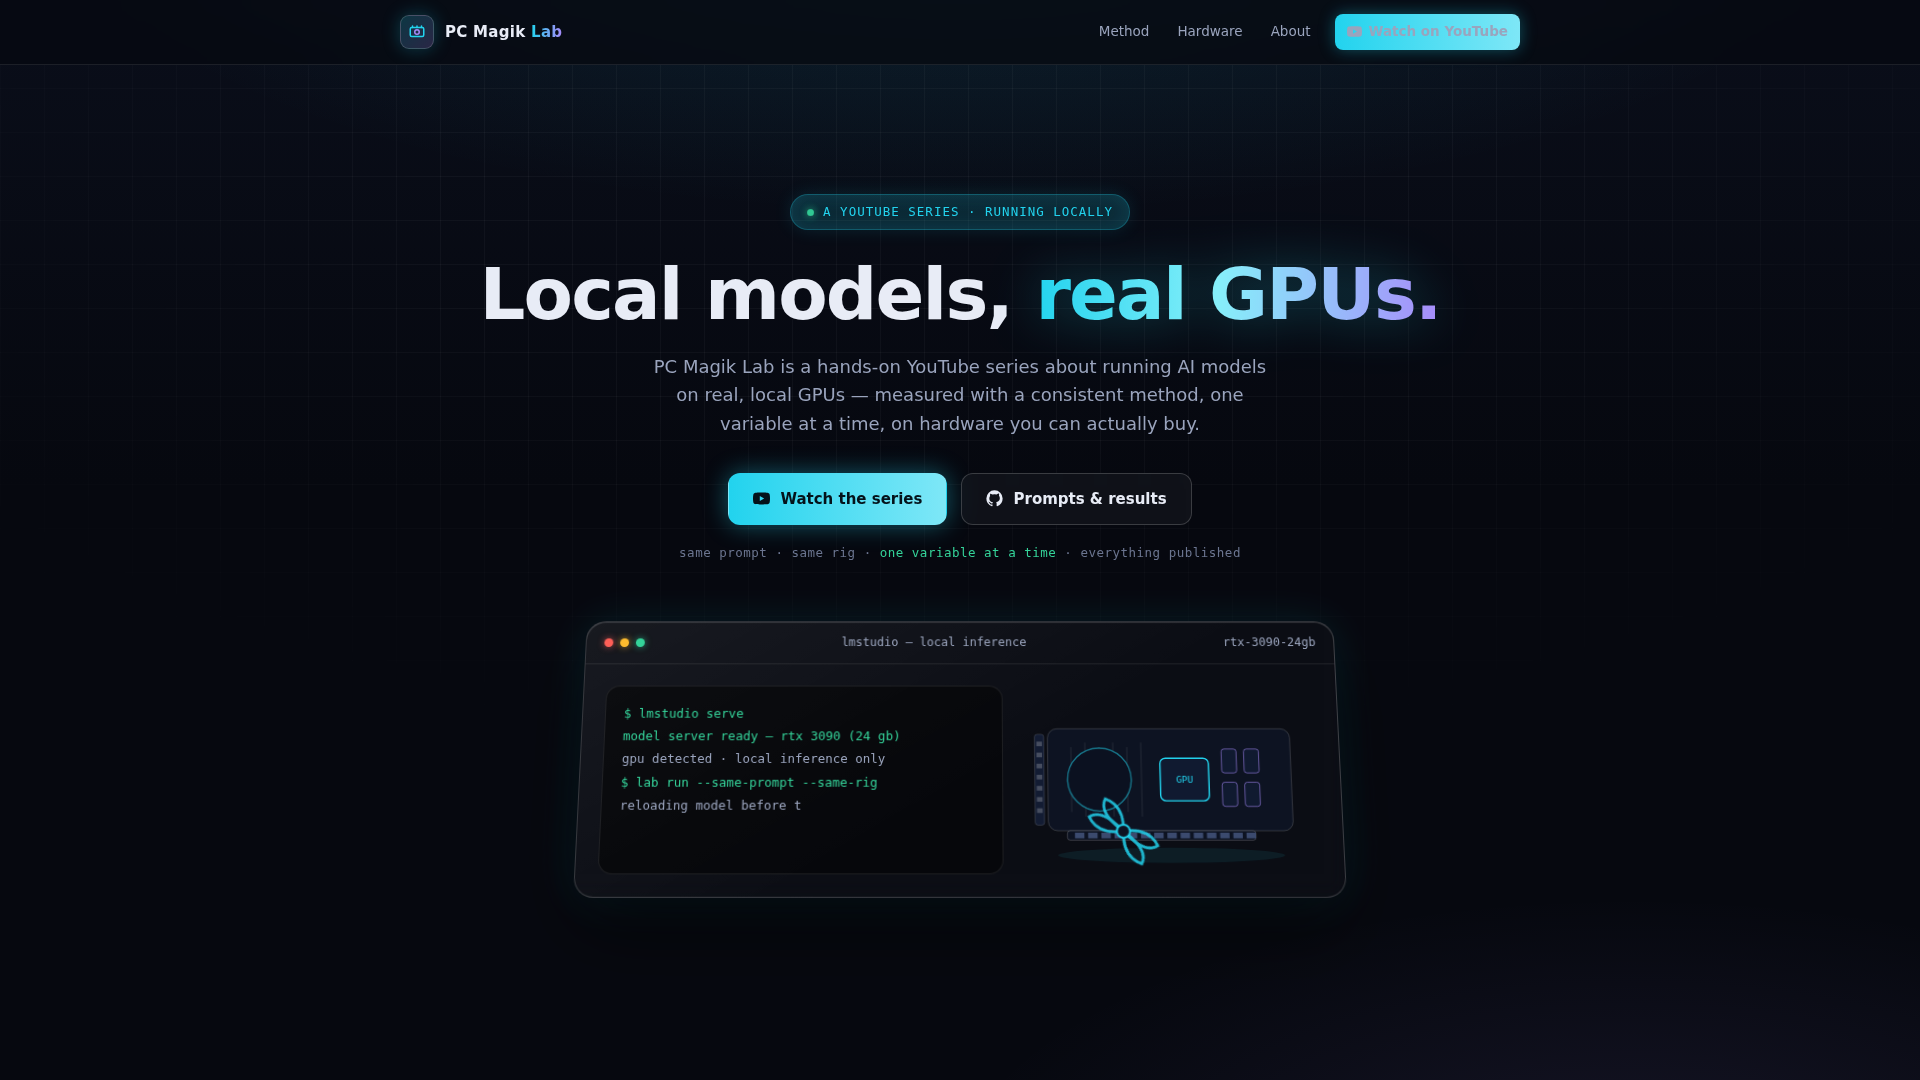 PC Magik Lab
Method
Hardware
About
Watch on YouTube
A YOUTUBE SERIES · RUNNING LOCALLY
Local models, real GPUs.
PC Magik Lab is a hands-on YouTube series about running AI models
on real, local GPUs — measured with a consistent method, one
variable at a time, on hardware you can actually buy.
Watch the series
Prompts & results
same prompt · same rig · one variable at a time · everything published
lmstudio — local inference
rtx-3090-24gb
$ lmstudio serve
model server ready — rtx 3090 (24 gb)
gpu detected · local inference only
$ lab run --same-prompt --same-rig
reloading model before t
GPU